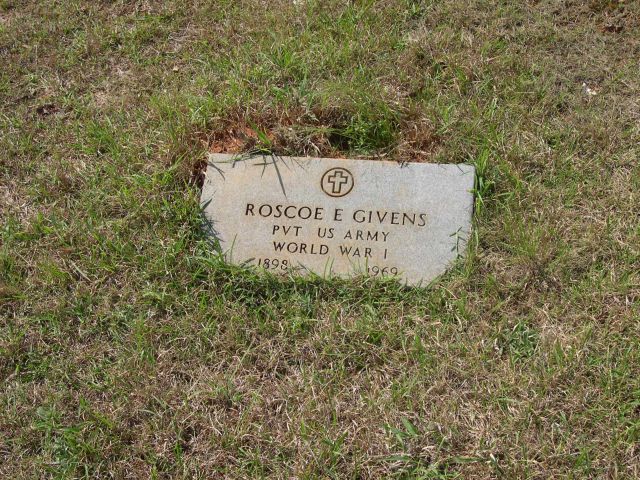 ROSCOE E GIVENS
PVT US ARMY
WORLD WAR I
1898 1969